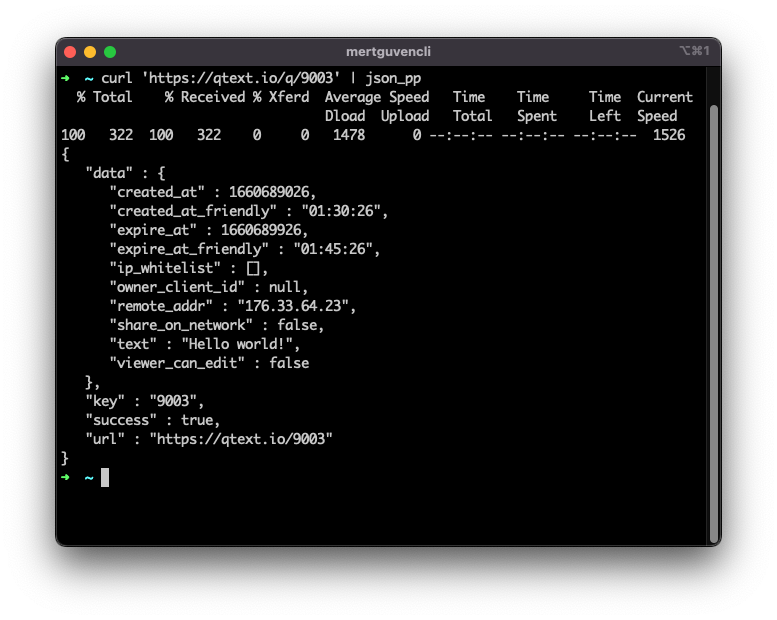 mertguvencli
⌥⌘1
➜  ~ curl 'https://qtext.io/q/9003' | json_pp
  % Total    % Received % Xferd  Average Speed   Time    Time     Time  Current
                                 Dload  Upload   Total   Spent    Left  Speed
100   322  100   322    0     0   1478      0 --:--:-- --:--:-- --:--:--  1526
{
   "data" : {
      "created_at" : 1660689026,
      "created_at_friendly" : "01:30:26",
      "expire_at" : 1660689926,
      "expire_at_friendly" : "01:45:26",
      "ip_whitelist" : [],
      "owner_client_id" : null,
      "remote_addr" : "176.33.64.23",
      "share_on_network" : false,
      "text" : "Hello world!",
      "viewer_can_edit" : false
   },
   "key" : "9003",
   "success" : true,
   "url" : "https://qtext.io/9003"
}
➜  ~